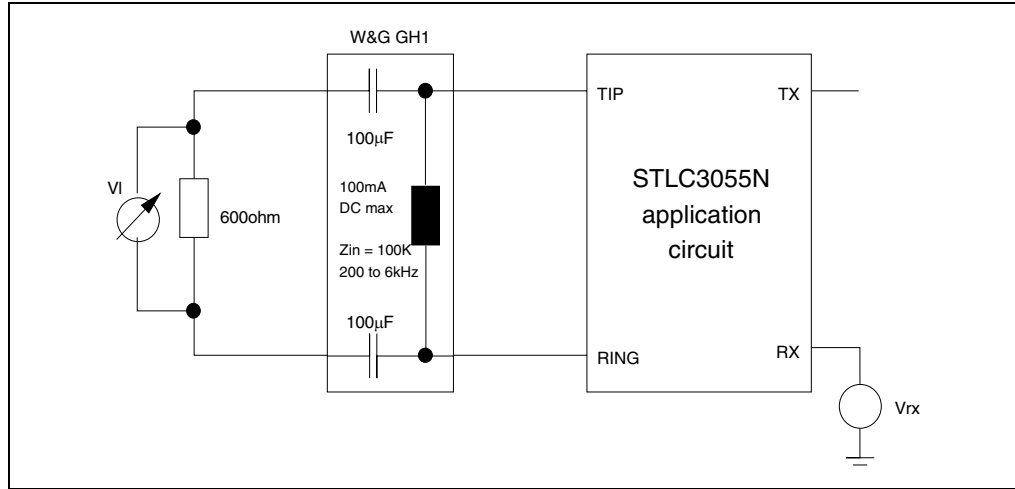 W&G GH1
TIP
TX
100μF
VI
600ohm
100mA
DC max
Zin = 100K
200 to 6kHz
STLC3055N
application
circuit
100μF
RING
RX
Vrx